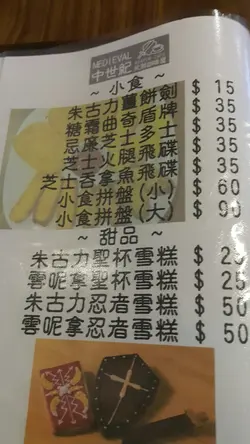 MEDIEVAL
中世紀
~ 小食 ~
朱古力薑餅劍 $ 15
糖霜曲奇盾牌 $ 35
忌廉芝士多士 $ 35
芝士火腿飛碟 $ 35
芝士吞拿魚飛碟 $ 35
小食拼盤(小) $ 60
小食拼盤(大) $ 90
~ 甜品 ~
朱古力聖杯雪糕 $ 25
雲呢拿聖杯雪糕 $ 25
朱古力忍者雪糕 $ 50
雲呢拿忍者雪糕 $ 50